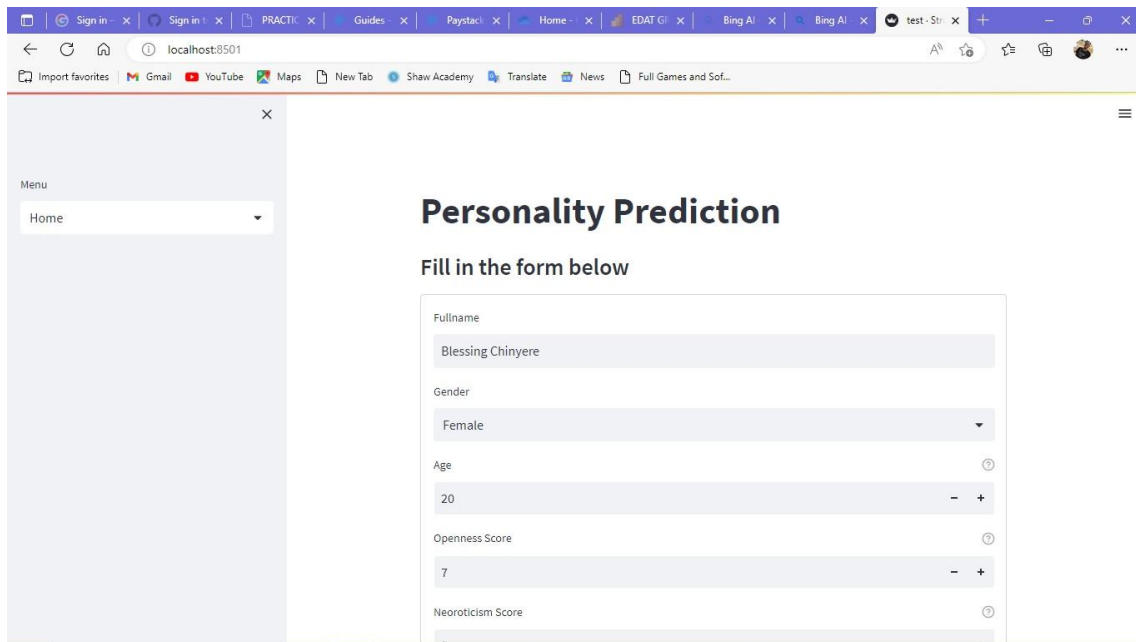 Sign in -
Sign in t
PRACTIC
Guides -
Paystack
Home -
EDAT GI
Bing AI
Bing AI -
test - Str
localhost:8501
Import favorites
Gmail
YouTube
Maps
New Tab
Shaw Academy
Translate
News
Full Games and Sof...
Menu
Home
Personality Prediction
Fill in the form below
Fullname
Blessing Chinyere
Gender
Female
Age
20
Openness Score
7
Neoroticism Score